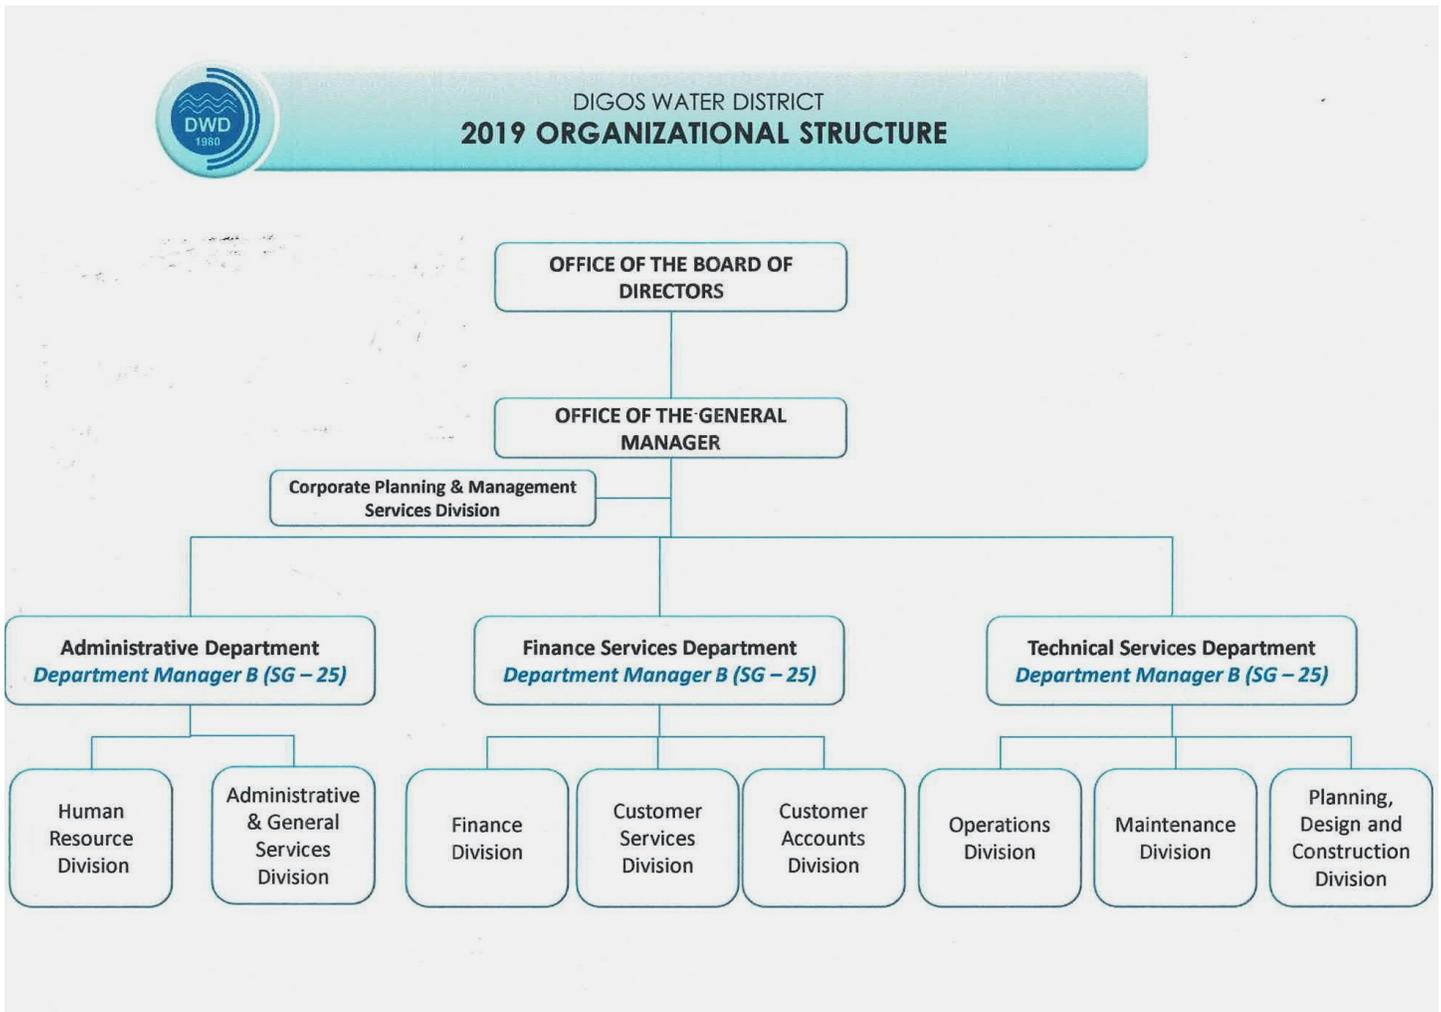 DWD
1980
DIGOS WATER DISTRICT
2019 ORGANIZATIONAL STRUCTURE
OFFICE OF THE BOARD OF
DIRECTORS
OFFICE OF THE GENERAL
MANAGER
Corporate Planning & Management
Services Division
Administrative Department
Department Manager B (SG – 25)
Finance Services Department
Department Manager B (SG – 25)
Technical Services Department
Department Manager B (SG – 25)
Human
Resource
Division
Administrative
& General
Services
Division
Finance
Division
Customer
Services
Division
Customer
Accounts
Division
Operations
Division
Maintenance
Division
Planning,
Design and
Construction
Division